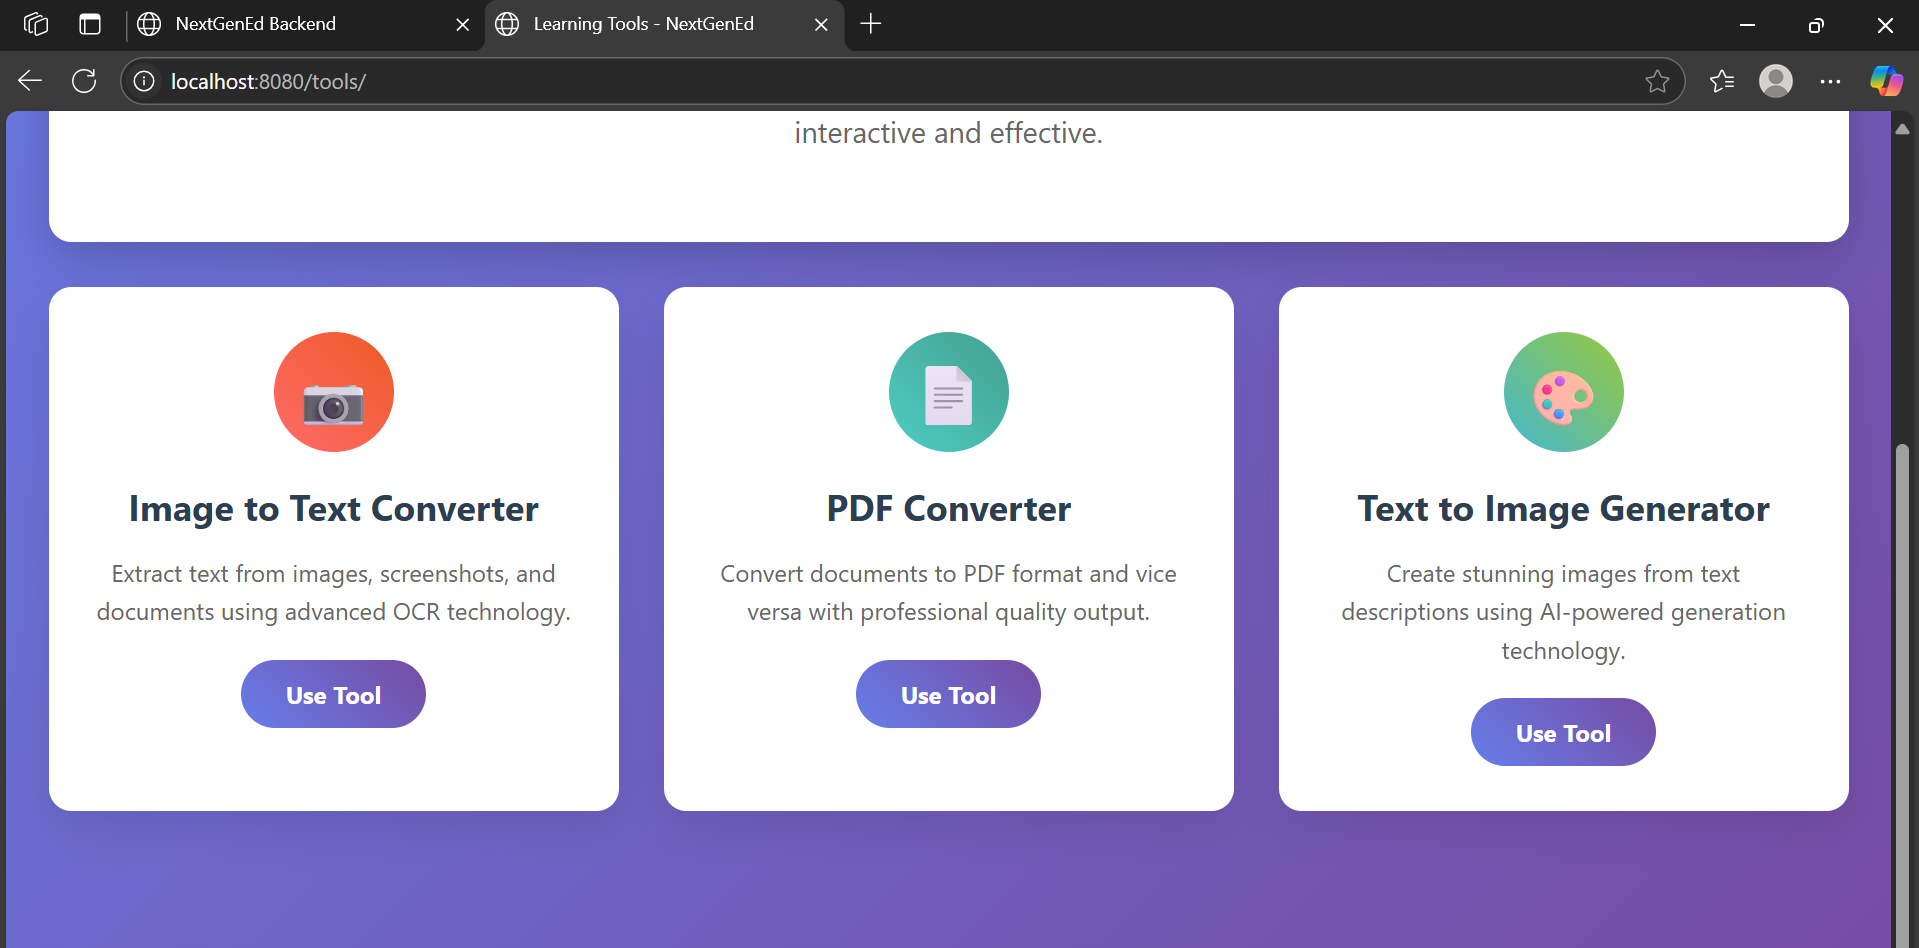 NextGenEd Backend
Learning Tools - NextGenEd
localhost:8080/tools/
interactive and effective.
Image to Text Converter
Extract text from images, screenshots, and
documents using advanced OCR technology.
Use Tool
PDF Converter
Convert documents to PDF format and vice
versa with professional quality output.
Use Tool
Text to Image Generator
Create stunning images from text
descriptions using AI-powered generation
technology.
Use Tool